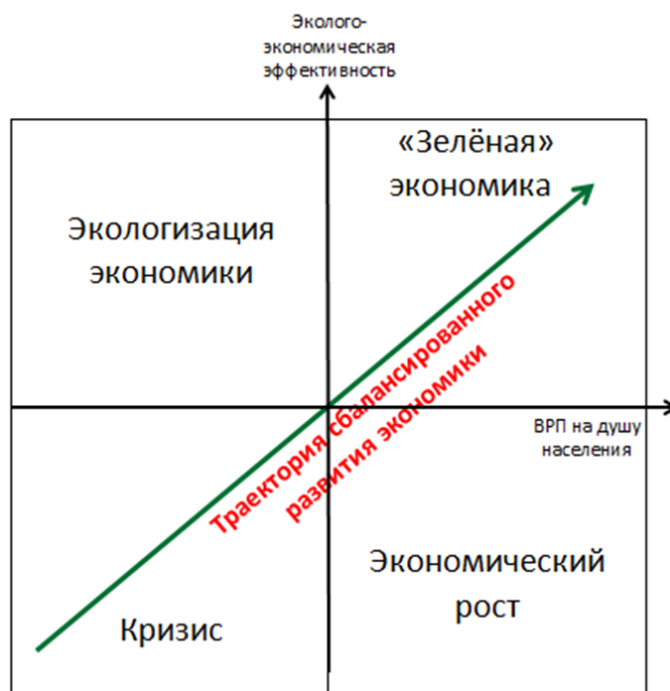 Эколого-
экономическая
эффективность
«Зелёная»
экономика
Экологизация
экономики
Траектория сбалансированного
развития экономики
ВРП на душу
населения
Экономический
рост
Кризис